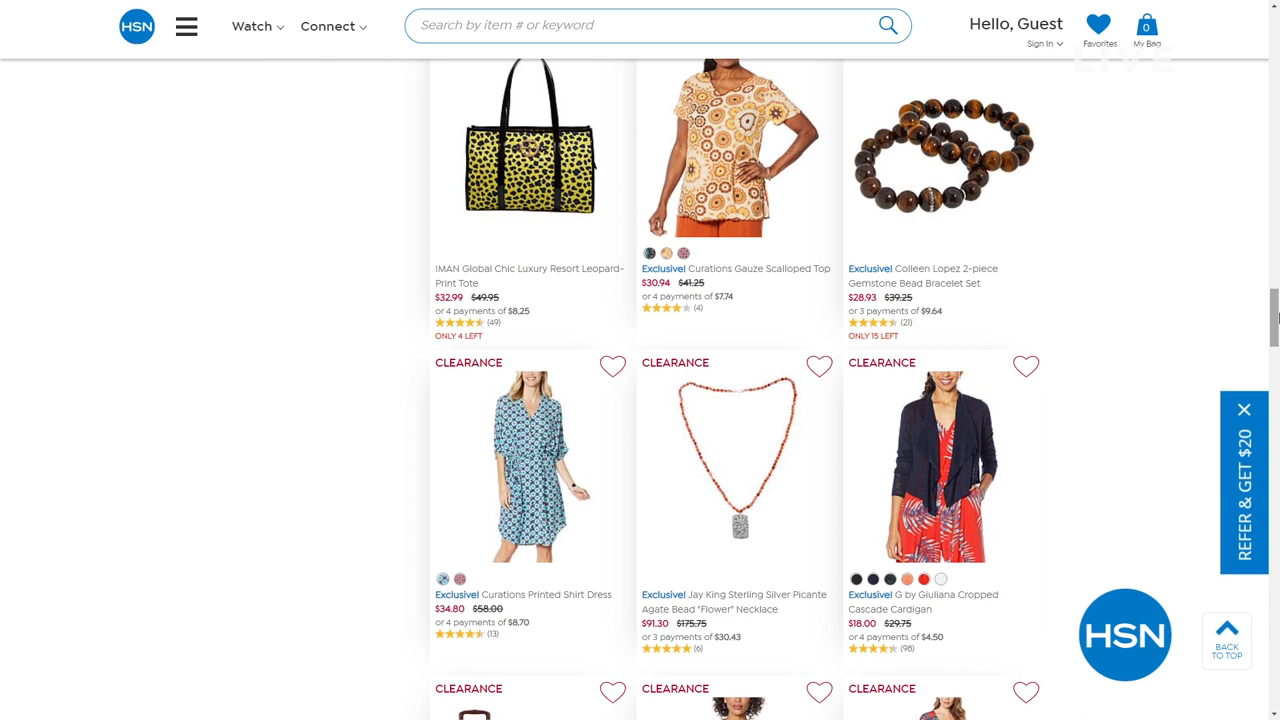 HSN
Watch
Connect
Search by item # or keyword
Hello, Guest
Sign In
Favorites
0
My Bag
LIVE
IMAN Global Chic Luxury Resort Leopard-
Print Tote
$32.99 $49.95
or 4 payments of $8.25
(49)
ONLY 4 LEFT
Exclusive! Curations Gauze Scalloped Top
$30.94 $41.25
or 4 payments of $7.74
(4)
Exclusive! Colleen Lopez 2-piece
Gemstone Bead Bracelet Set
$28.93 $39.25
or 3 payments of $9.64
(21)
ONLY 15 LEFT
CLEARANCE
Exclusive! Curations Printed Shirt Dress
$34.80 $58.00
or 4 payments of $8.70
(13)
CLEARANCE
Exclusive! Jay King Sterling Silver Picante
Agate Bead "Flower" Necklace
$91.30 $175.75
or 3 payments of $30.43
(6)
CLEARANCE
Exclusive! G by Giuliana Cropped
Cascade Cardigan
$18.00 $29.75
or 4 payments of $4.50
(98)
CLEARANCE
CLEARANCE
CLEARANCE
REFER & GET $20
HSN
BACK
TO TOP